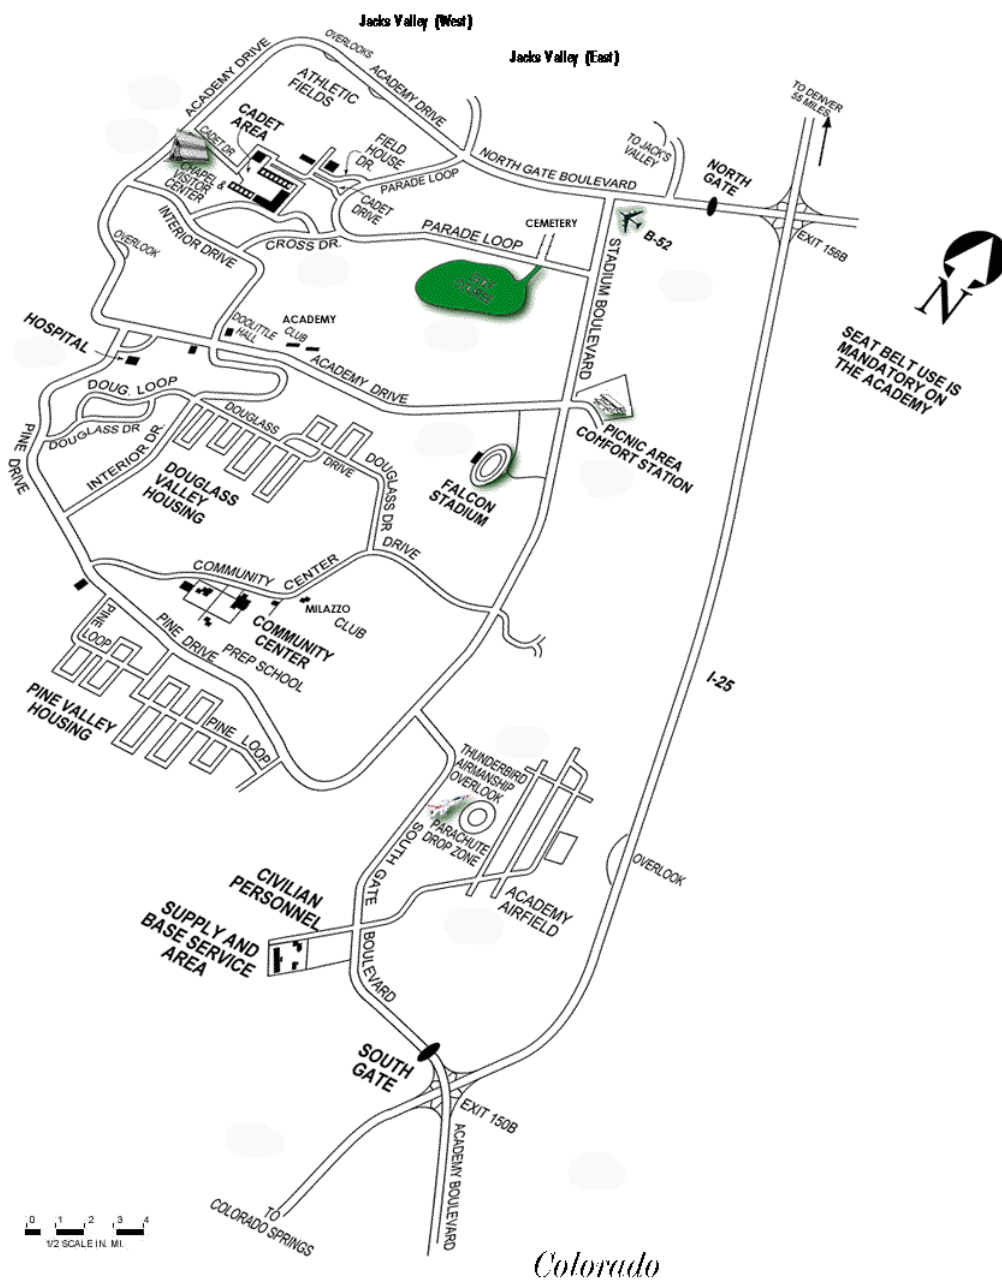 Jacks Valley (West)
Jacks Valley (East)
OVERLOOKS
ACADEMY DRIVE
ACADEMY DRIVE
ATHLETIC
FIELDS
TO DENVER
55 MILES
CADET
AREA
CADET DR.
FIELD
HOUSE
DR.
TO JACK'S
VALLEY
NORTH GATE BOULEVARD
NORTH
GATE
CHAPEL
VISITOR
CENTER
&
PARADE LOOP
CADET
DRIVE
INTERIOR DRIVE
CROSS DR.
PARADE LOOP
CEMETERY
B-52
EXIT 156B
OVERLOOK
GOLF
COURSE
STADIUM BOULEVARD
N
HOSPITAL
DOOLITTLE
HALL
ACADEMY
CLUB
ACADEMY DRIVE
SEAT BELT USE IS
MANDATORY ON
THE ACADEMY
DOUG. LOOP
DOUGLASS DR
INTERIOR DR.
PINE DRIVE
DOUGLASS
DRIVE
DOUGLASS DR
DOUGLASS
VALLEY
HOUSING
PICNIC AREA
COMFORT STATION
FALCON
STADIUM
COMMUNITY
CENTER
DRIVE
MILAZZO
CLUB
COMMUNITY
CENTER
PINE DRIVE
PREP SCHOOL
PINE
LOOP
PINE VALLEY
HOUSING
PINE LOOP
I-25
THUNDERBIRD
AIRMANSHIP
OVERLOOK
PARACHUTE
DROP ZONE
SOUTH GATE
BOULEVARD
OVERLOOK
ACADEMY
AIRFIELD
CIVILIAN
PERSONNEL
SUPPLY AND
BASE SERVICE
AREA
SOUTH
GATE
EXIT 150B
ACADEMY BOULEVARD
TO
COLORADO SPRINGS
0 1 2 3 4
1/2 SCALE IN. MI.
Colorado